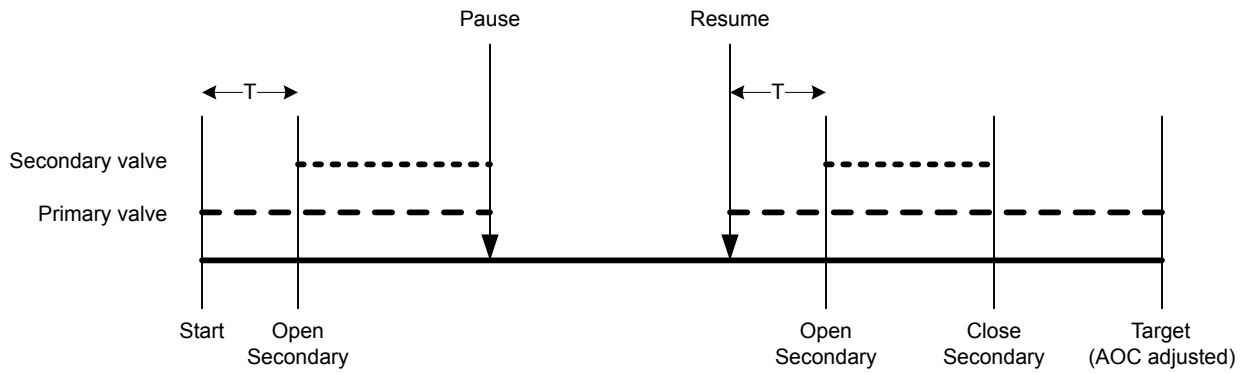 Pause
Resume
T
T
Secondary valve
Primary valve
Start
Open
Secondary
Open
Secondary
Close
Secondary
Target
(AOC adjusted)